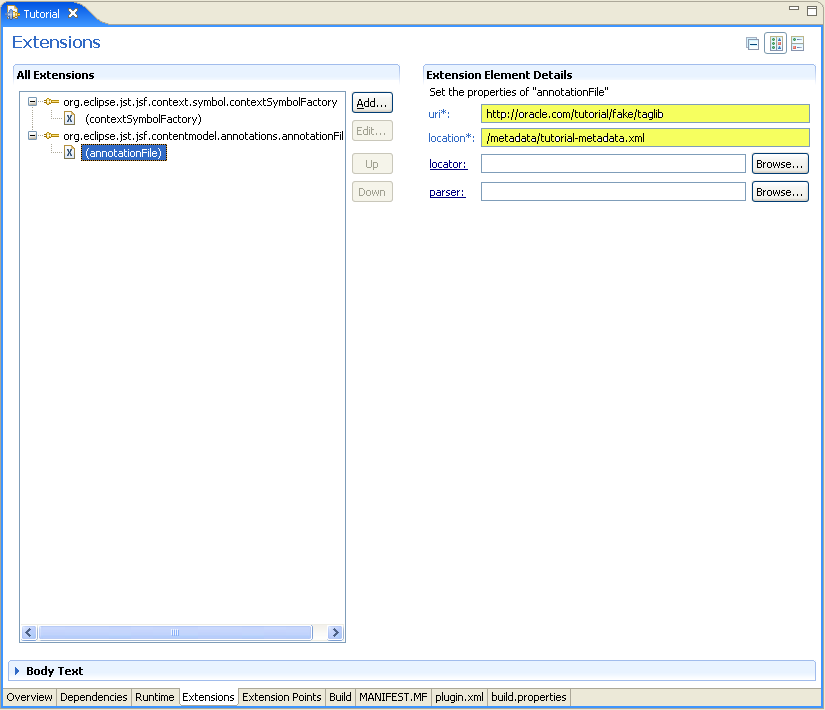 Tutorial
Extensions
All Extensions
org.eclipse.jst.jsf.context.symbol.contextSymbolFactory
X (contextSymbolFactory)
org.eclipse.jst.jsf.contentmodel.annotations.annotationFil
X (annotationFile)
Add...
Edit...
Up
Down
Extension Element Details
Set the properties of "annotationFile"
uri*: http://oracle.com/tutorial/fake/taglib
location*: /metadata/tutorial-metadata.xml
locator: Browse...
parser: Browse...
Body Text
Overview Dependencies Runtime Extensions Extension Points Build MANIFEST.MF plugin.xml build.properties